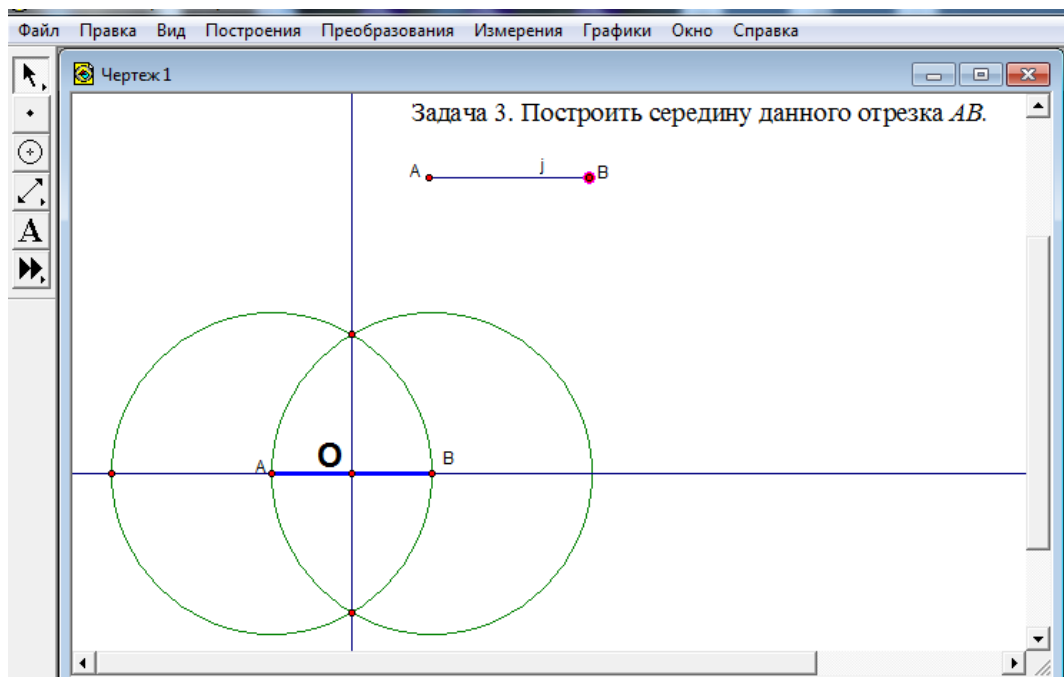 Файл Правка Вид Построения Преобразования Измерения Графики Окно Справка
Чертеж 1
Задача 3. Построить середину данного отрезка AB.
A j B
A
A O B